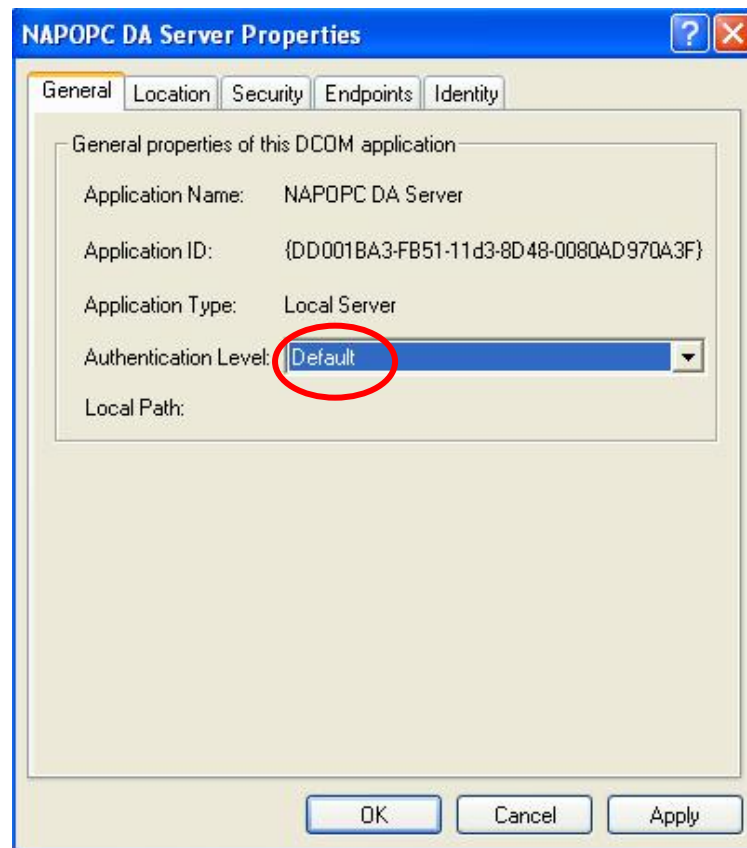 NAPOPC DA Server Properties
General Location Security Endpoints Identity
General properties of this DCOM application
Application Name: NAPOPC DA Server
Application ID: {DD001BA3-FB51-11d3-8D48-0080AD970A3F}
Application Type: Local Server
Authentication Level: Default
Local Path:
OK Cancel Apply